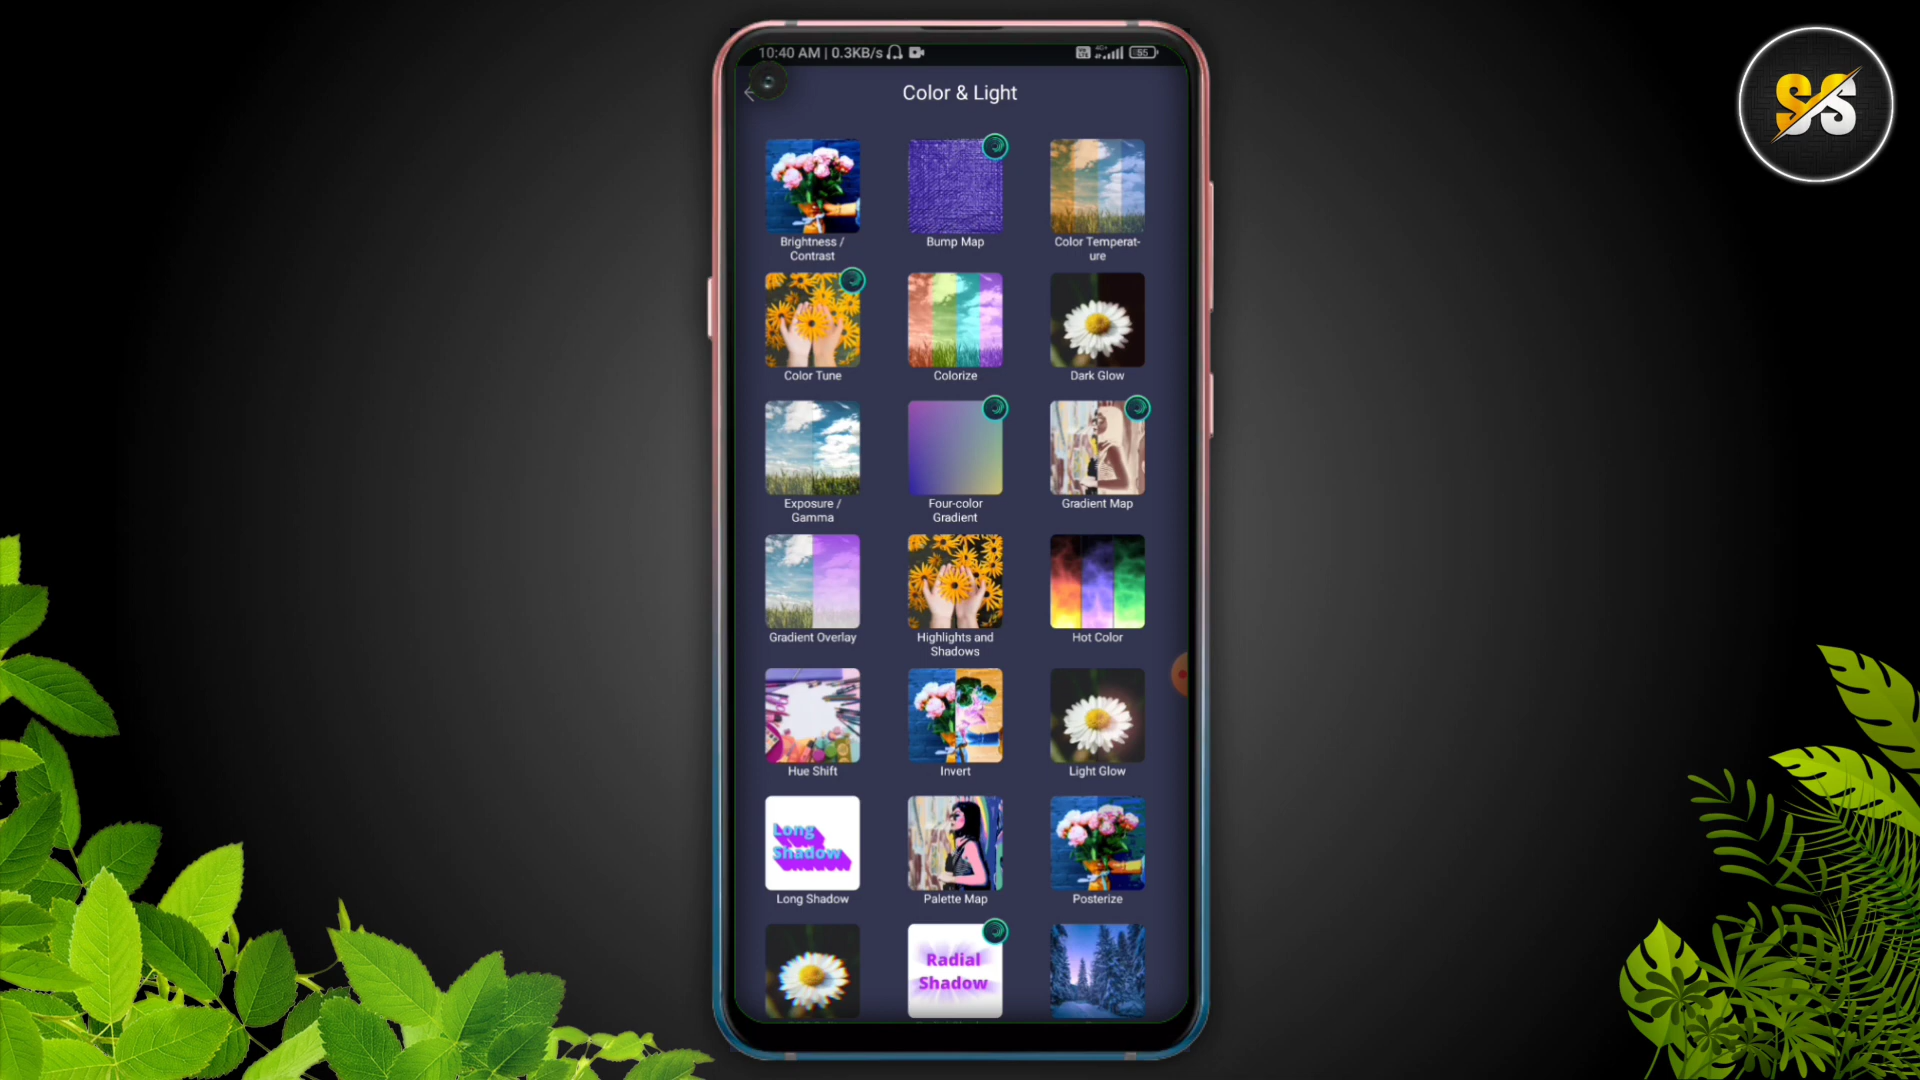 10:40 AM | 0.3KB/s
55
Color & Light
SS
Brightness /
Contrast
Bump Map
Color Temperat-
ure
Color Tune
Colorize
Dark Glow
Exposure /
Gamma
Four-color
Gradient
Gradient Map
Gradient Overlay
Highlights and
Shadows
Hot Color
Hue Shift
Invert
Light Glow
Long
Shadow
Long Shadow
Palette Map
Posterize
Radial
Shadow